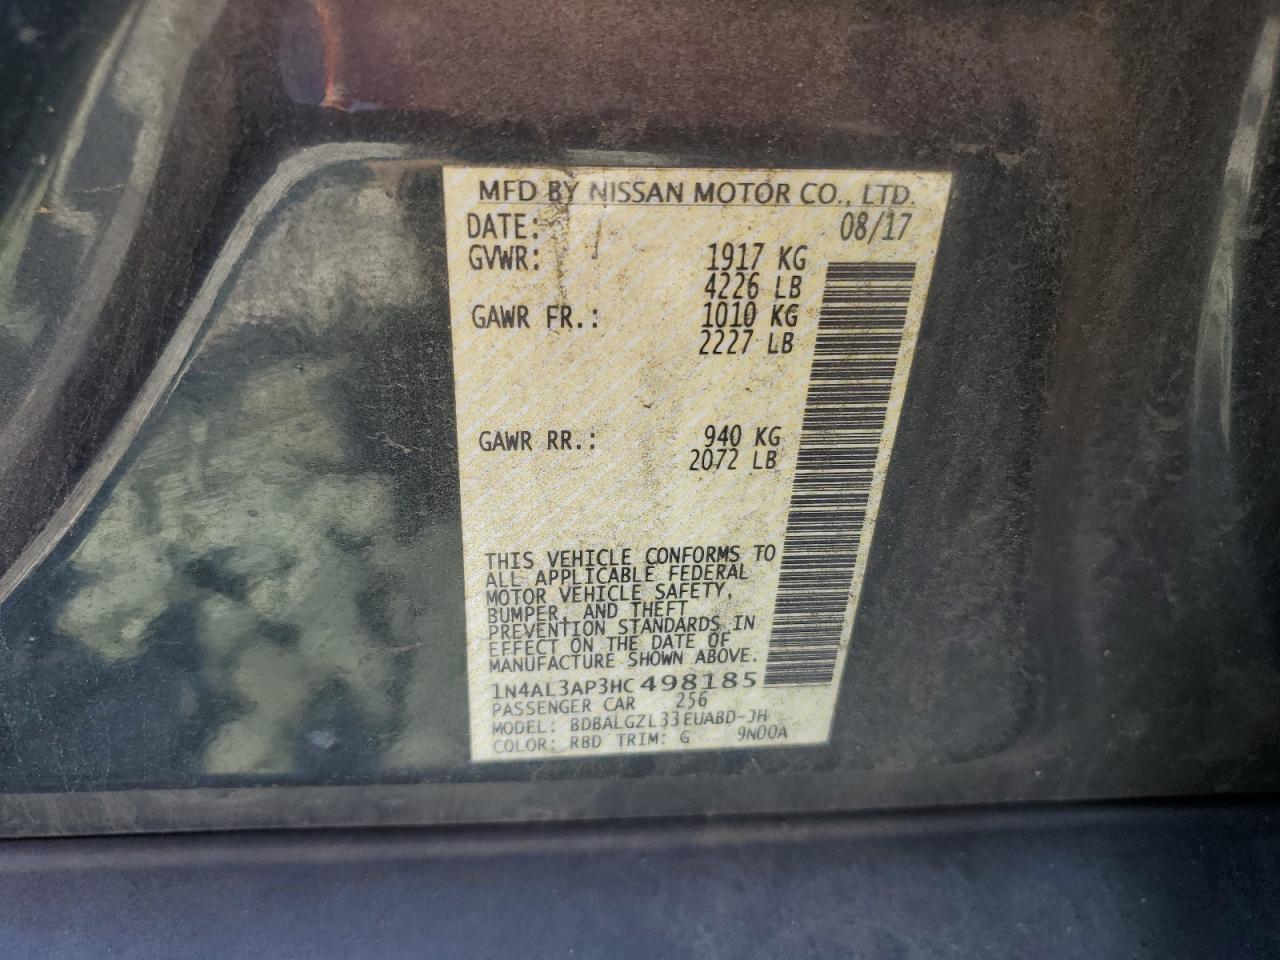 MFD BY NISSAN MOTOR CO., LTD.
DATE: 08/17
GVWR: 1917 KG
4226 LB
GAWR FR.: 1010 KG
2227 LB
GAWR RR.: 940 KG
2072 LB
THIS VEHICLE CONFORMS TO
ALL APPLICABLE FEDERAL
MOTOR VEHICLE SAFETY,
BUMPER, AND THEFT
PREVENTION STANDARDS IN
EFFECT ON THE DATE OF
MANUFACTURE SHOWN ABOVE.
1N4AL3AP3HC498185
PASSENGER CAR 256
MODEL: BDBALGZL33EUABD-JH
COLOR: RBD TRIM: G 9N00A